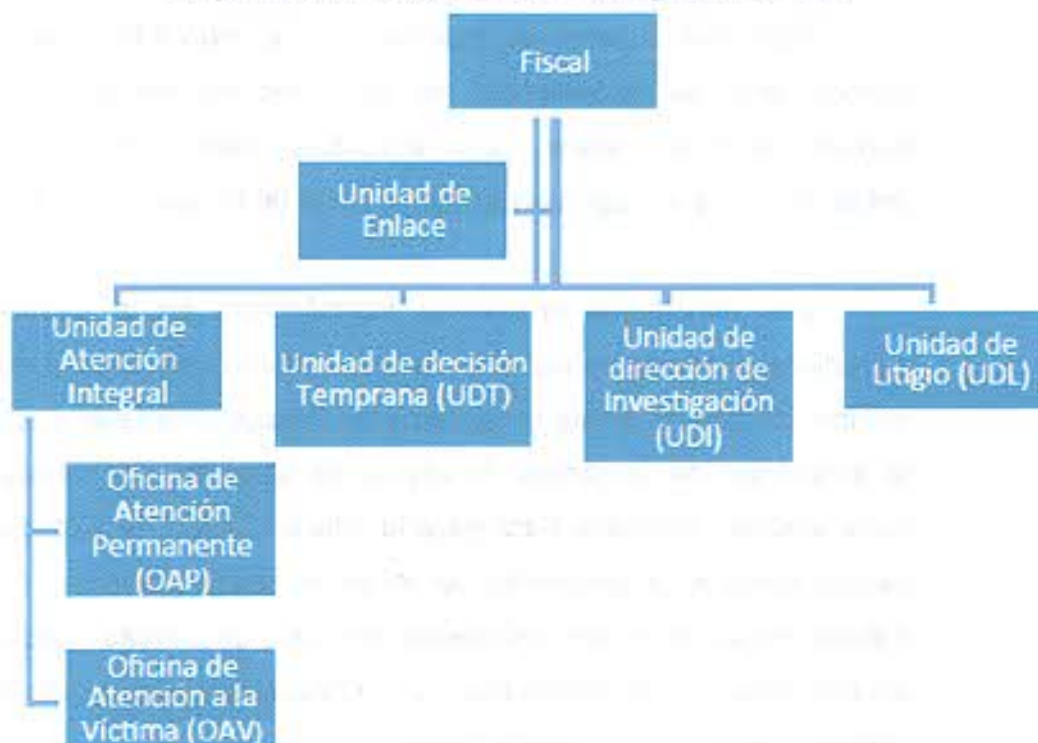 Fiscal
Unidad de
Enlace
Unidad de
Atención
Integral
Unidad de decisión
Temprana (UDT)
Unidad de
dirección de
Investigación
(UDI)
Unidad de
Litigio (UDL)
Oficina de
Atención
Permanente
(OAP)
Oficina de
Atención a la
Víctima (OAV)